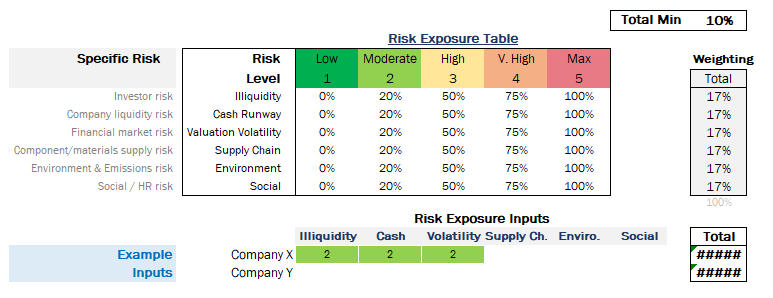 Total Min 10%
Risk Exposure Table
Specific Risk Risk Low Moderate High V. High Max Weighting
Level 1 2 3 4 5 Total
Investor risk Illiquidity 0% 20% 50% 75% 100% 17%
Company liquidity risk Cash Runway 0% 20% 50% 75% 100% 17%
Financial market risk Valuation Volatility 0% 20% 50% 75% 100% 17%
Component/materials supply risk Supply Chain 0% 20% 50% 75% 100% 17%
Environment & Emissions risk Environment 0% 20% 50% 75% 100% 17%
Social / HR risk Social 0% 20% 50% 75% 100% 17%
100%
Risk Exposure Inputs
Illiquidity Cash Volatility Supply Ch. Enviro. Social Total
Example Company X 2 2 2 #####
Inputs Company Y #####